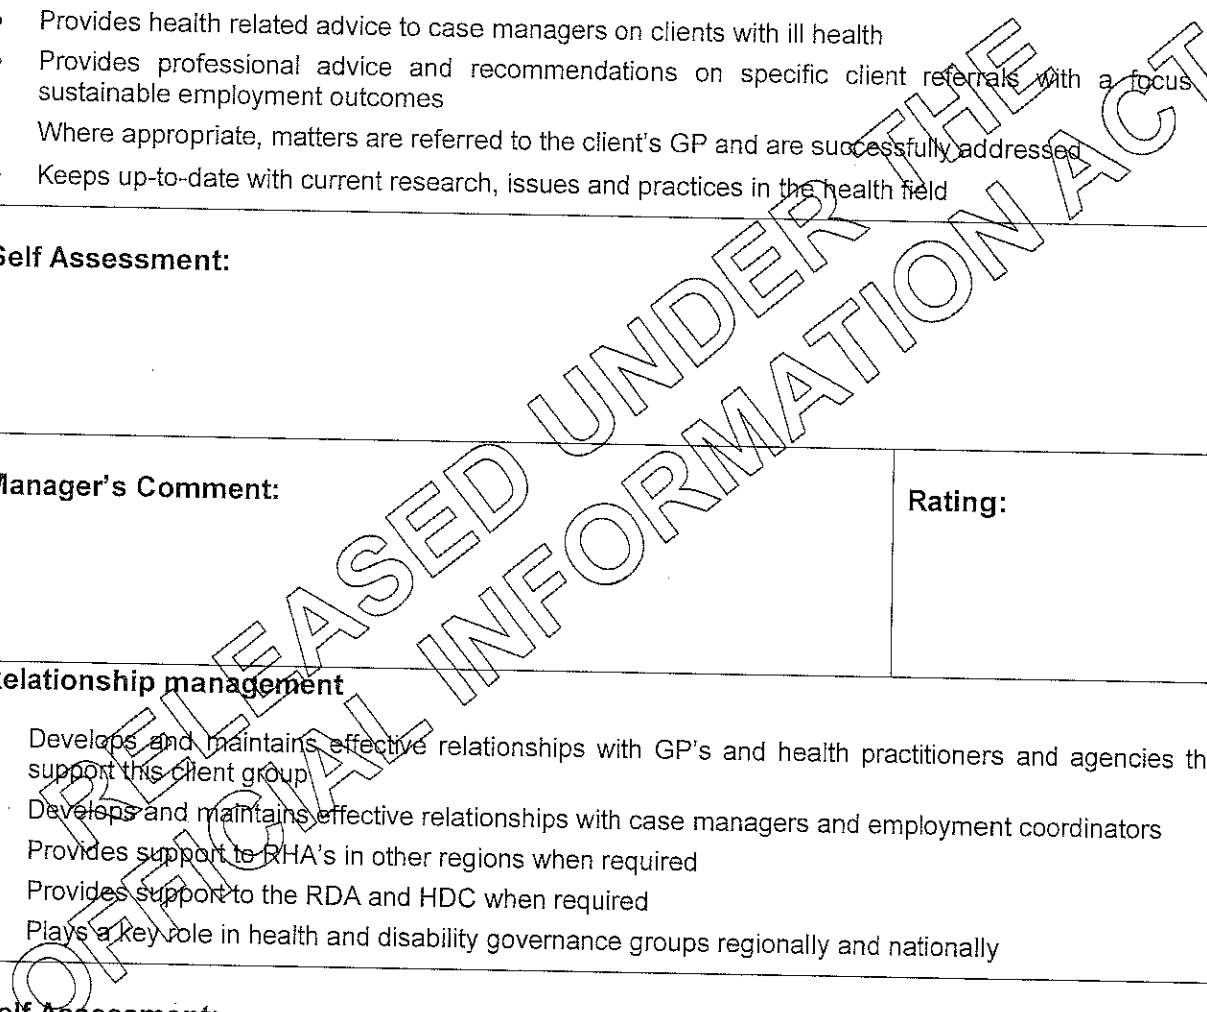 Provides health related advice to case managers on clients with ill health
Provides professional advice and recommendations on specific client referrals with a focus
sustainable employment outcomes
Where appropriate, matters are referred to the client's GP and are successfully addressed
Keeps up-to-date with current research, issues and practices in the health field
Self Assessment:
Manager's Comment:
Rating:
Relationship management
Develops and maintains effective relationships with GP's and health practitioners and agencies th
support this client group
Develops and maintains effective relationships with case managers and employment coordinators
Provides support to RHA's in other regions when required
Provides support to the RDA and HDC when required
Plays a key role in health and disability governance groups regionally and nationally
Self Assessment:
RELEASED UNDER THE
OFFICIAL INFORMATION ACT